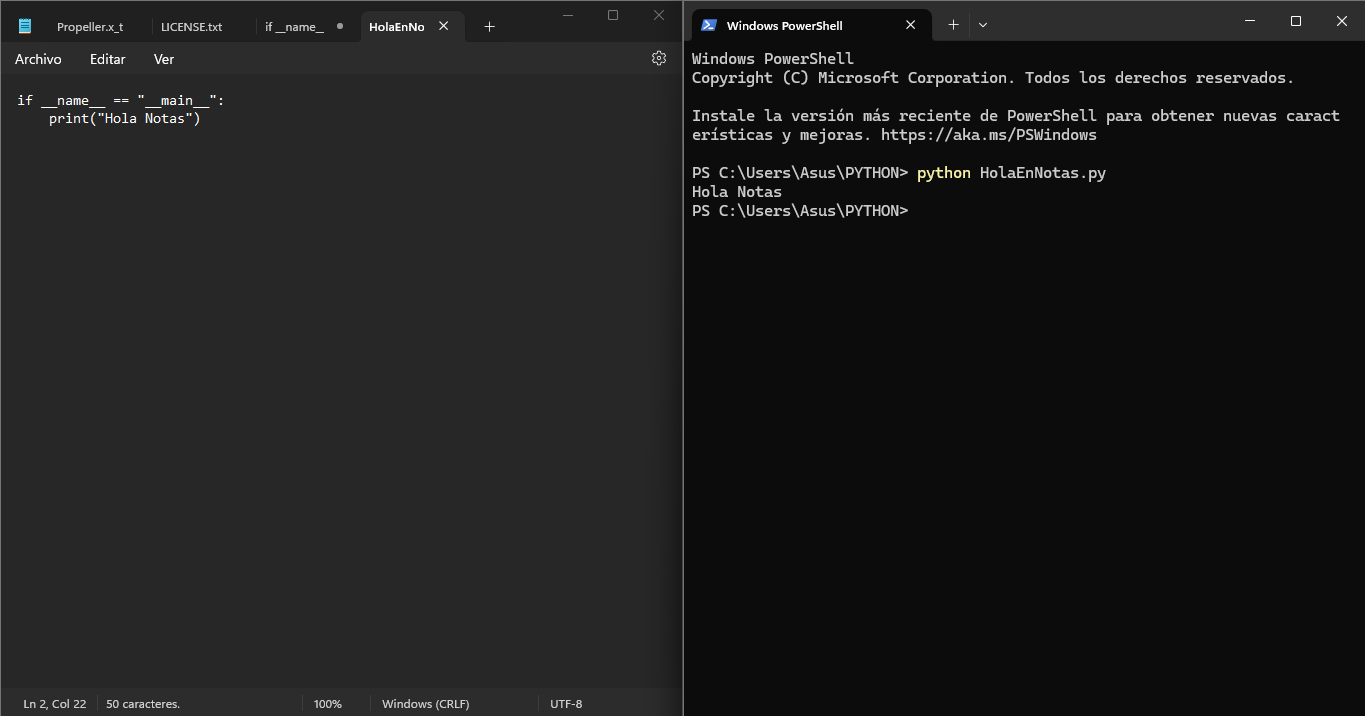 Propeller.x_t LICENSE.txt if __name__ HolaEnNo
Archivo Editar Ver
if __name__ == "__main__":
    print("Hola Notas")
Ln 2, Col 22 50 caracteres. 100% Windows (CRLF) UTF-8
Windows PowerShell
Windows PowerShell
Copyright (C) Microsoft Corporation. Todos los derechos reservados.
Instale la versión más reciente de PowerShell para obtener nuevas caract
erísticas y mejoras. https://aka.ms/PSWindows
PS C:\Users\Asus\PYTHON> python HolaEnNotas.py
Hola Notas
PS C:\Users\Asus\PYTHON>